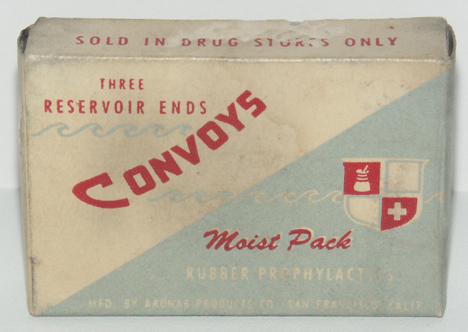 SOLD IN DRUG STORES ONLY
THREE
RESERVOIR ENDS
CONVOYS
Moist Pack
RUBBER PROPHYLACTICS
MFD. BY PRODUCTS CO. SAN FRANCISCO, CALIF.